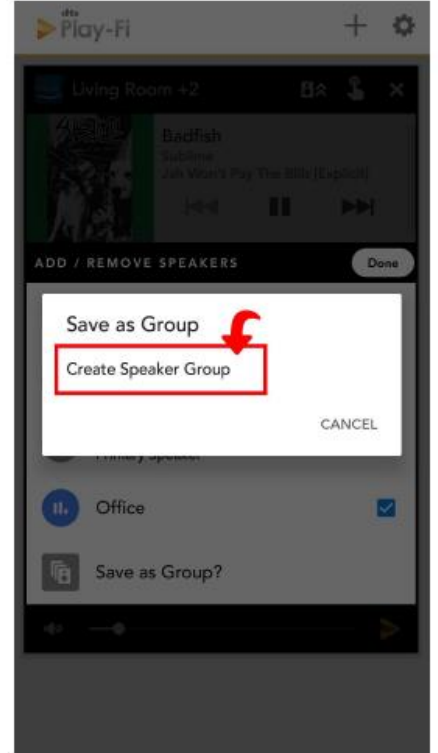 dts
Play-Fi
Living Room +2
Badfish
Sublime
Jah Won't Pay The Bills [Explicit]
ADD / REMOVE SPEAKERS
Done
Save as Group
Create Speaker Group
CANCEL
Primary Speaker
Office
Save as Group?